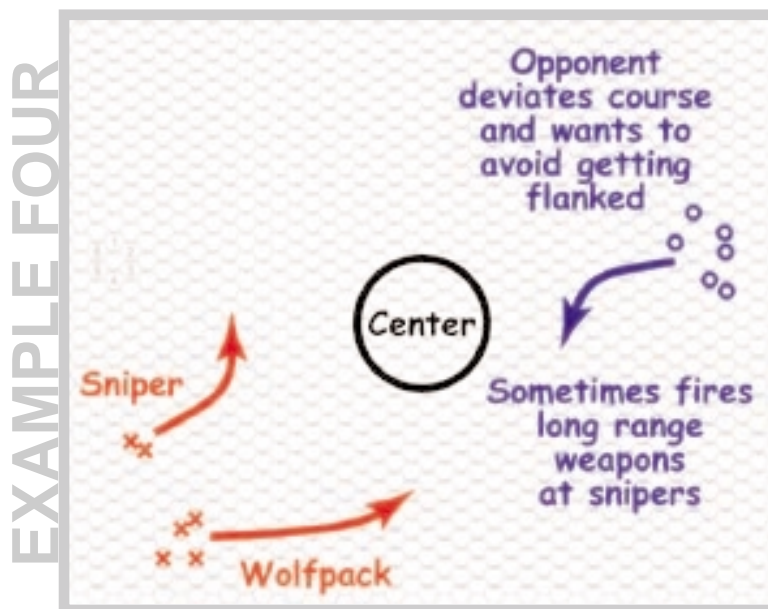 EXAMPLE FOUR
Opponent
deviates course
and wants to
avoid getting
flanked
Center
Sniper
Sometimes fires
long range
weapons
at snipers
Wolfpack